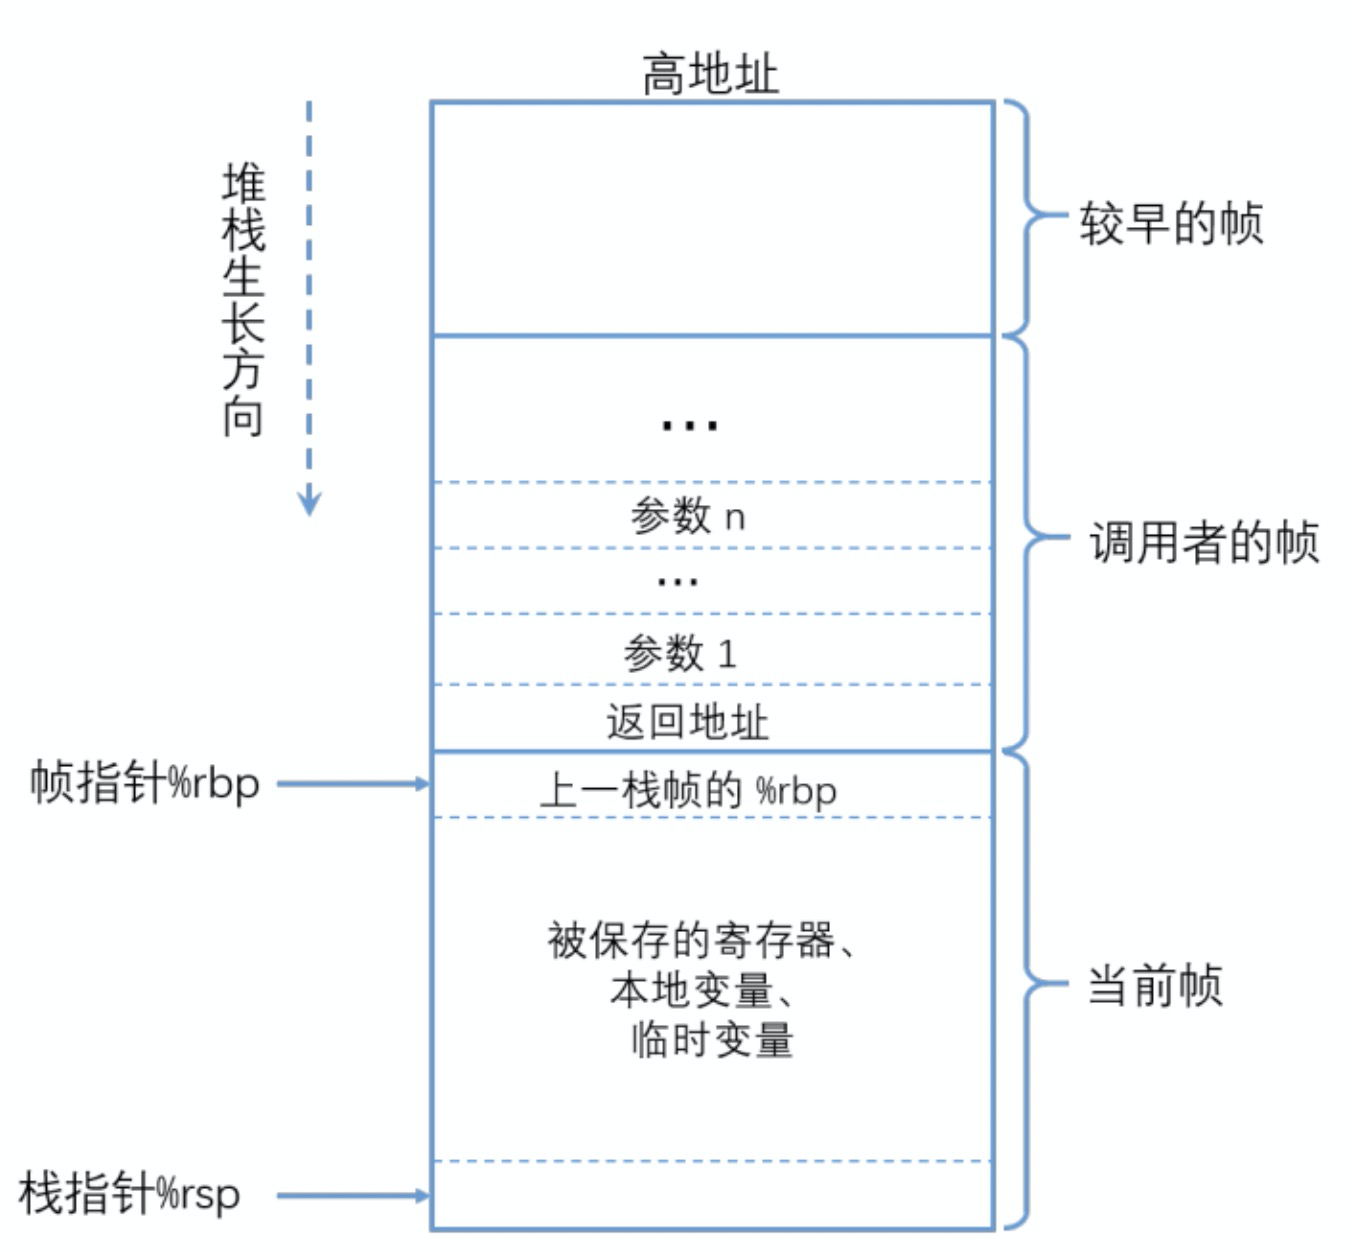 高地址
堆栈生长方向
较早的帧
...
参数 n
...
参数 1
返回地址
调用者的帧
帧指针%rbp
上一栈帧的 %rbp
被保存的寄存器、
本地变量、
临时变量
当前帧
栈指针%rsp